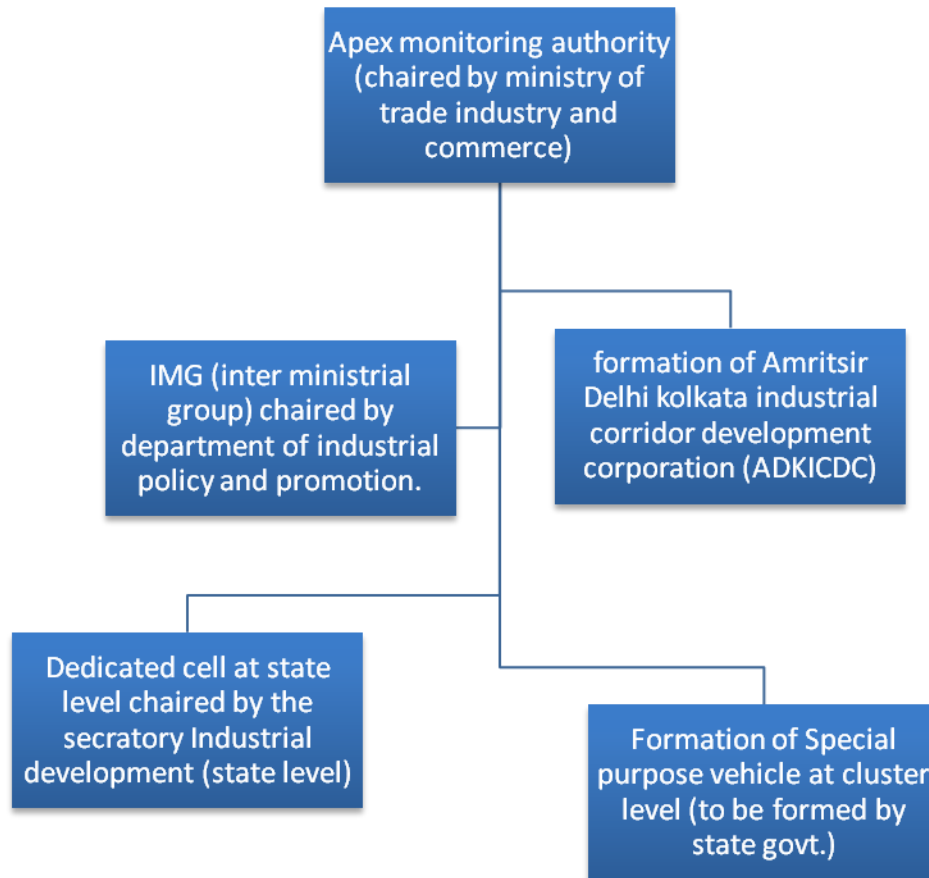 Apex monitoring authority
(chaired by ministry of
trade industry and
commerce)
IMG (inter ministrial
group) chaired by
department of industrial
policy and promotion.
formation of Amritsir
Delhi kolkata industrial
corridor development
corporation (ADKICDC)
Dedicated cell at state
level chaired by the
secratory Industrial
development (state level)
Formation of Special
purpose vehicle at cluster
level (to be formed by
state govt.)